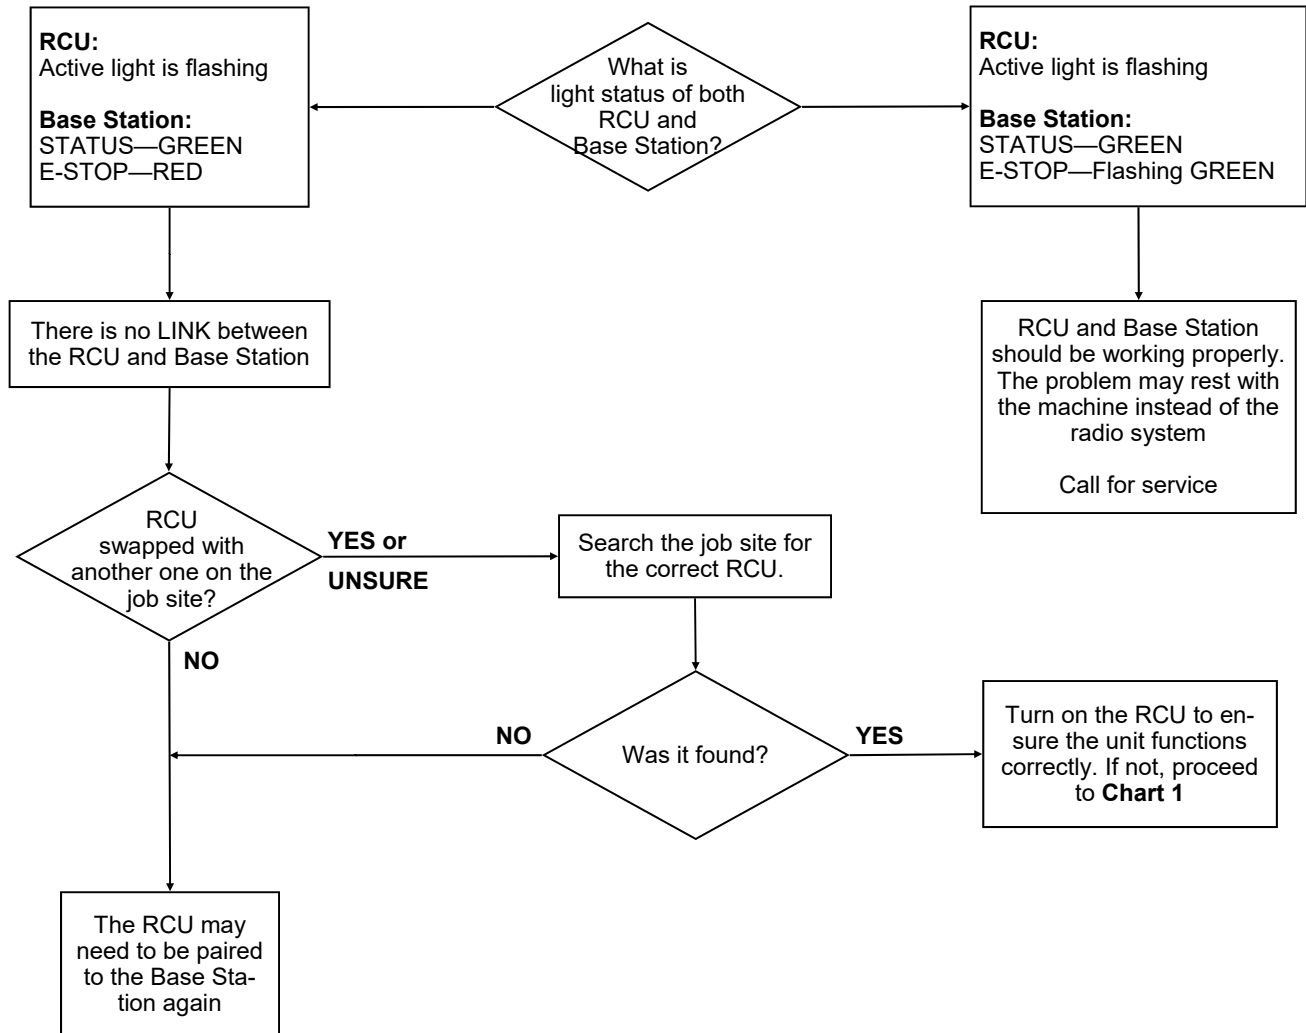 RCU:
Active light is flashing
Base Station:
STATUS—GREEN
E-STOP—RED
What is
light status of both
RCU and
Base Station?
RCU:
Active light is flashing
Base Station:
STATUS—GREEN
E-STOP—Flashing GREEN
There is no LINK between
the RCU and Base Station
RCU and Base Station
should be working properly.
The problem may rest with
the machine instead of the
radio system
Call for service
RCU
swapped with
another one on the
job site?
YES or
UNSURE
Search the job site for
the correct RCU.
NO
Was it found?
NO
YES
Turn on the RCU to en-
sure the unit functions
correctly. If not, proceed
to Chart 1
The RCU may
need to be paired
to the Base Sta-
tion again